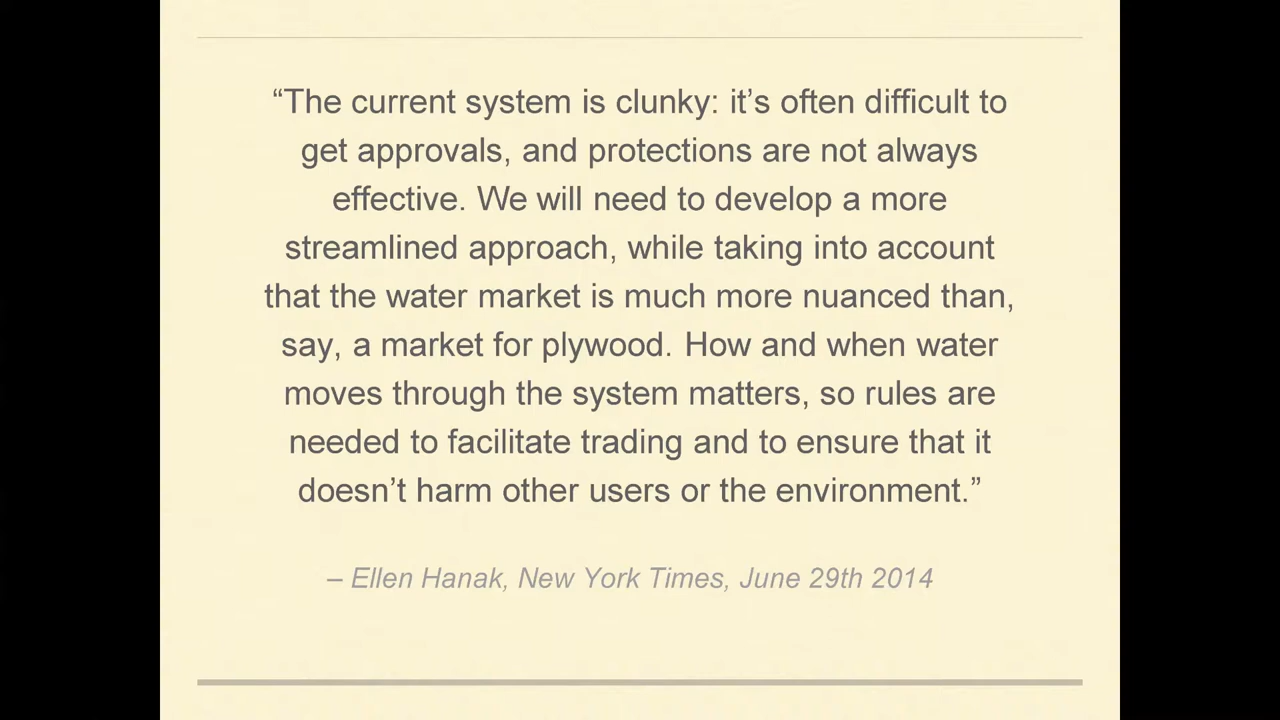 “The current system is clunky: it’s often difficult to
get approvals, and protections are not always
effective. We will need to develop a more
streamlined approach, while taking into account
that the water market is much more nuanced than,
say, a market for plywood. How and when water
moves through the system matters, so rules are
needed to facilitate trading and to ensure that it
doesn’t harm other users or the environment.”
– Ellen Hanak, New York Times, June 29th 2014